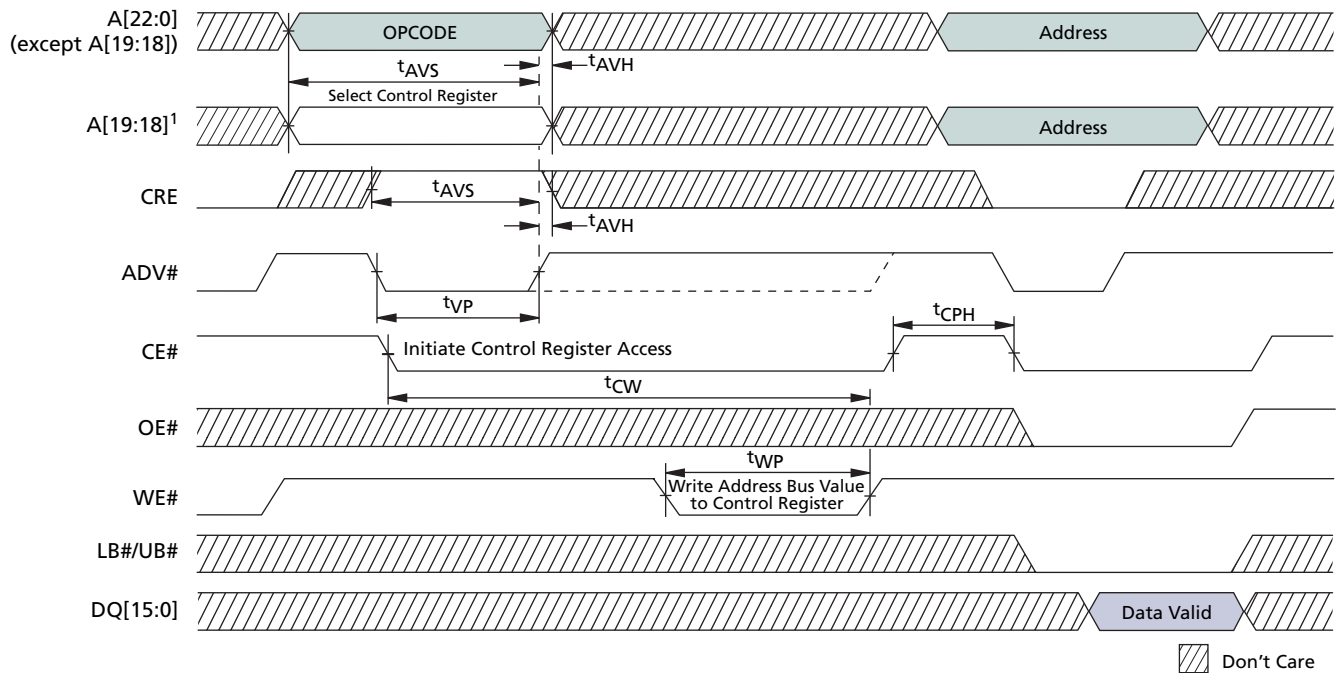 A[22:0]
(except A[19:18])
OPCODE
Address
tAVS
tAVH
Select Control Register
A[19:18]1
Address
CRE
tAVS
tAVH
ADV#
tVP
tCPH
CE#
Initiate Control Register Access
tCW
OE#
tWP
WE#
Write Address Bus Value
to Control Register
LB#/UB#
DQ[15:0]
Data Valid
Don't Care